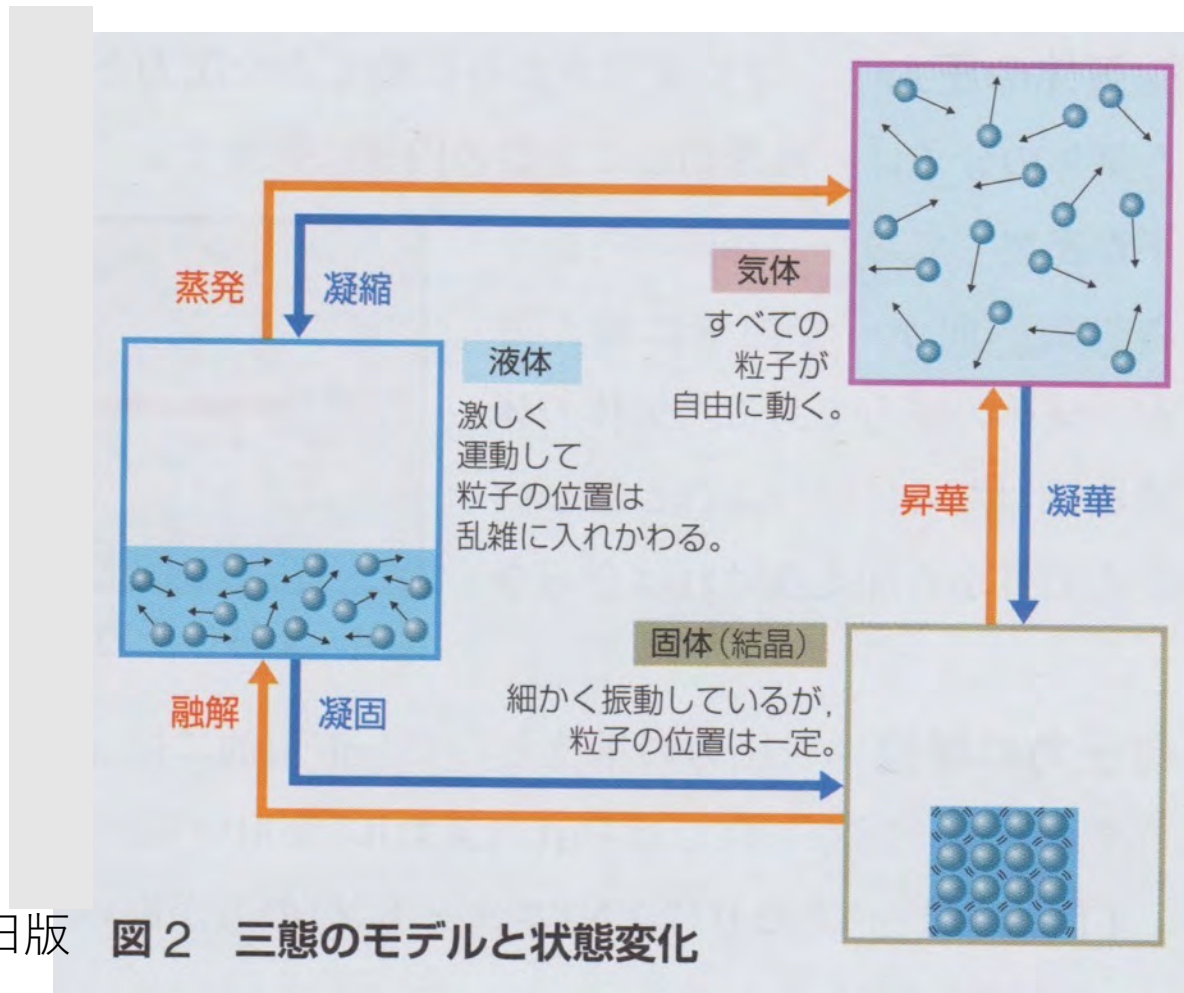 蒸発
凝縮
気体
すべての
粒子が
自由に動く。
液体
激しく
運動して
粒子の位置は
乱雑に入れかわる。
昇華
凝華
固体(結晶)
細かく振動しているが,
粒子の位置は一定。
融解
凝固
旧版
図2 三態のモデルと状態変化